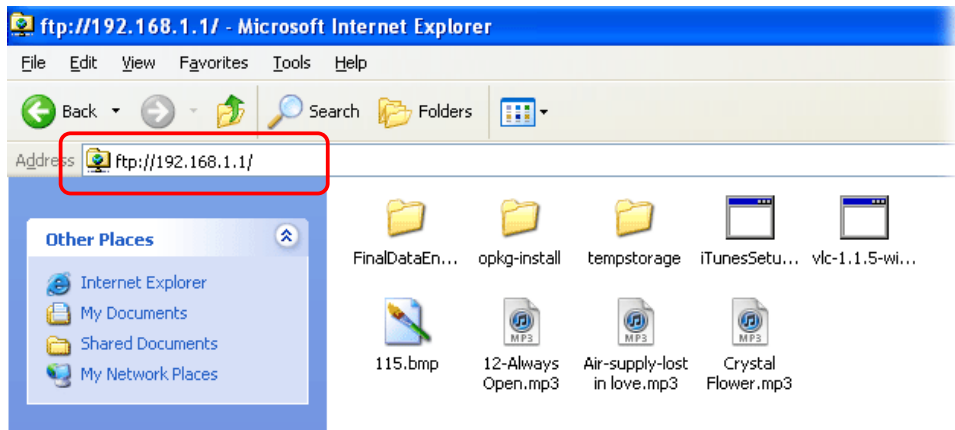 ftp://192.168.1.1/ - Microsoft Internet Explorer
File Edit View Favorites Tools Help
Back Search Folders
Address ftp://192.168.1.1/
Other Places
Internet Explorer
My Documents
Shared Documents
My Network Places
FinalDataEn... opkg-install tempstorage iTunesSetu... vlc-1.1.5-wi...
MP3 MP3 MP3
115.bmp 12-Always Air-supply-lost Crystal
Open.mp3 in love.mp3 Flower.mp3